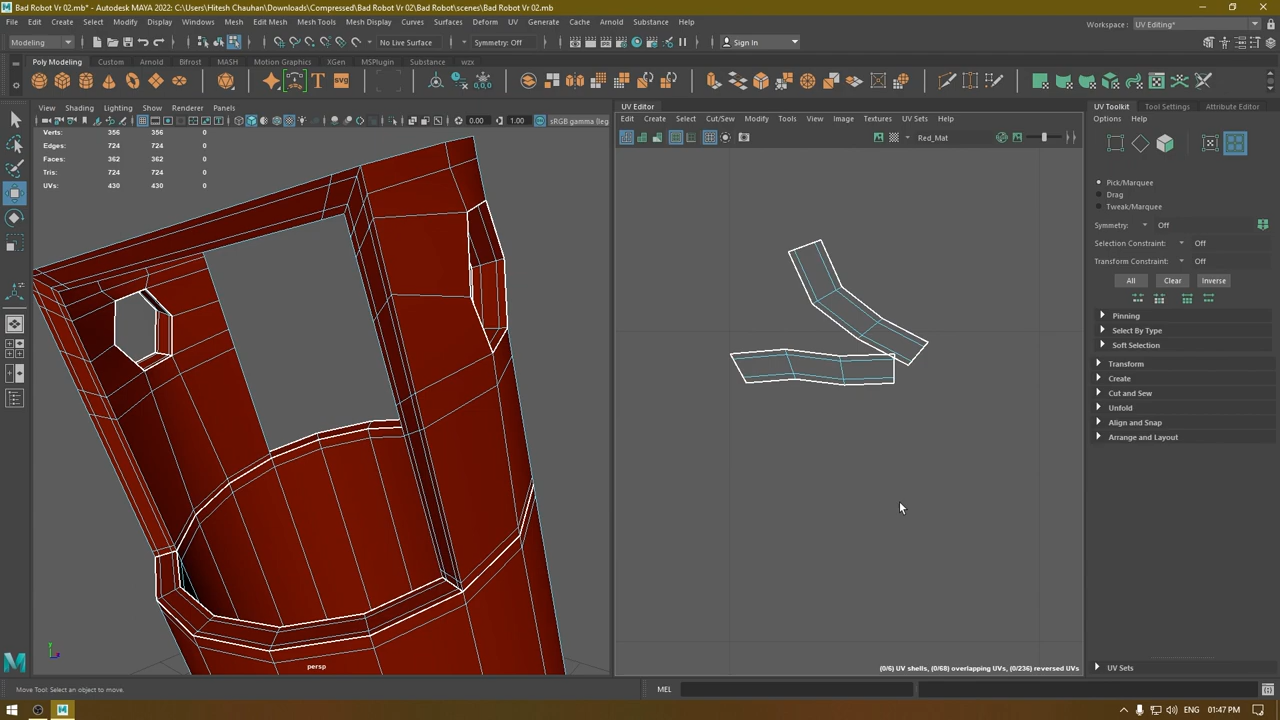 Bad Robot Vr 02.mb* - Autodesk MAYA 2022: C:\Users\Hitesh Chauhan\Downloads\Compressed\Bad Robot Vr 02\Bad Robot\scenes\Bad Robot Vr 02.mb
File Edit Create Select Modify Display Windows Mesh Edit Mesh Mesh Tools Mesh Display Curves Surfaces Deform UV Generate Cache Arnold Substance Help
Workspace : UV Editing*
Modeling No Live Surface Symmetry: Off Sign In
Poly Modeling Custom Arnold Bifrost MASH Motion Graphics XGen MSPlugin Substance wzx
View Shading Lighting Show Renderer Panels
0.00 1.00 sRGB gamma (leg
Verts: 356 356 0
Edges: 724 724 0
Faces: 362 362 0
Tris: 724 724 0
UVs: 430 430 0
persp
UV Editor
Edit Create Select Cut/Sew Modify Tools View Image Textures UV Sets Help
Red_Mat
(0/6) UV shells, (0/68) overlapping UVs, (0/236) reversed UVs
UV Toolkit Tool Settings Attribute Editor
Options Help
Pick/Marquee
Drag
Tweak/Marquee
Symmetry: Off
Selection Constraint: Off
Transform Constraint: Off
All Clear Inverse
Pinning
Select By Type
Soft Selection
Transform
Create
Cut and Sew
Unfold
Align and Snap
Arrange and Layout
UV Sets
Move Tool: Select an object to move.
MEL
ENG 01:47 PM